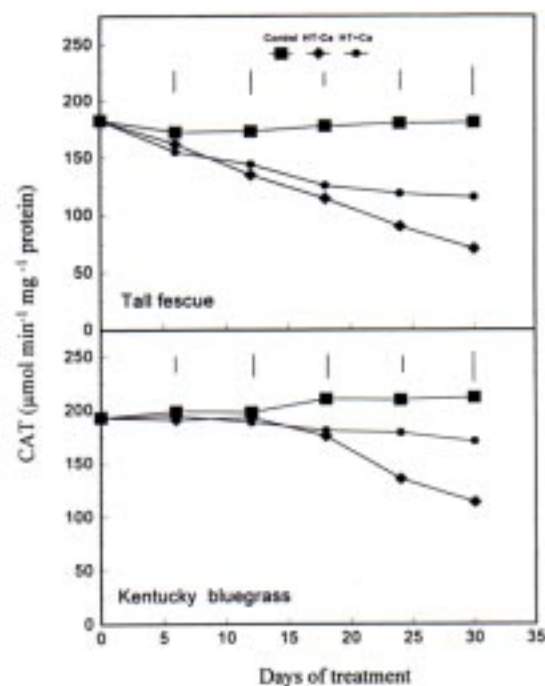 Control HT-Ca HT+Ca
250
200
150
100
50
0
Tall fescue
250
200
150
100
50
0
Kentucky bluegrass
0 5 10 15 20 25 30 35
Days of treatment
CAT (µmol min⁻¹ mg ⁻¹ protein)